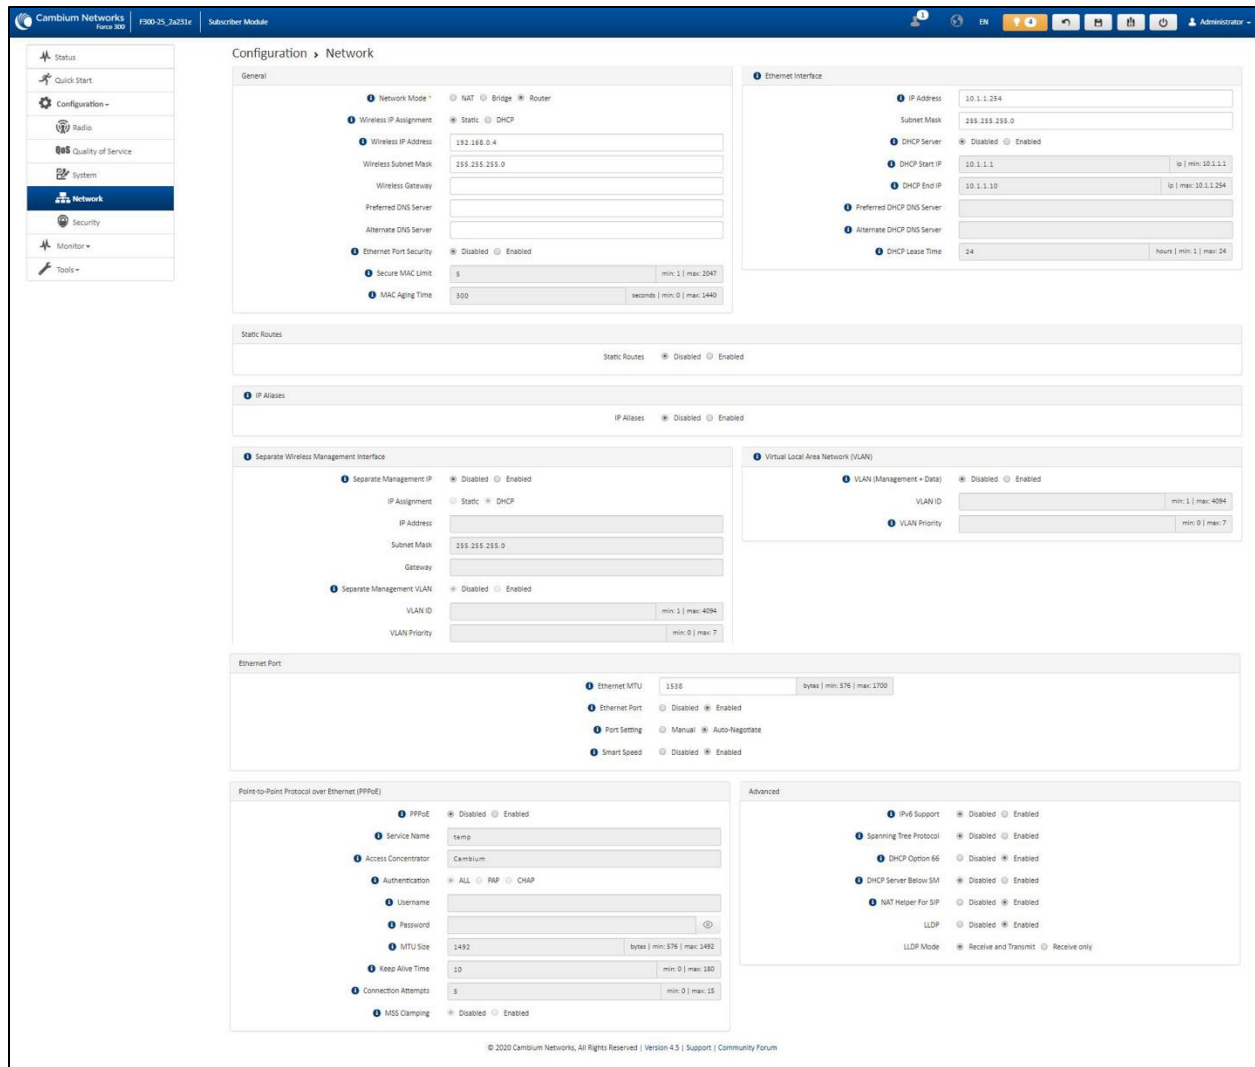 Cambium Networks
Force 300
F300-25_2a231e
Subscriber Module
1
EN
4
Administrator
Status
Quick Start
Configuration
Radio
QoS Quality of Service
System
Network
Security
Monitor
Tools
Configuration > Network
General
Network Mode * NAT Bridge Router
Wireless IP Assignment Static DHCP
Wireless IP Address 192.168.0.4
Wireless Subnet Mask 255.255.255.0
Wireless Gateway
Preferred DNS Server
Alternate DNS Server
Ethernet Port Security Disabled Enabled
Secure MAC Limit 5 min: 1 | max: 2047
MAC Aging Time 300 seconds | min: 0 | max: 1440
Ethernet Interface
IP Address 10.1.1.254
Subnet Mask 255.255.255.0
DHCP Server Disabled Enabled
DHCP Start IP 10.1.1.1 ip | min: 10.1.1.1
DHCP End IP 10.1.1.10 ip | max: 10.1.1.254
Preferred DHCP DNS Server
Alternate DHCP DNS Server
DHCP Lease Time 24 hours | min: 1 | max: 24
Static Routes
Static Routes Disabled Enabled
IP Aliases
IP Aliases Disabled Enabled
Separate Wireless Management Interface
Separate Management IP Disabled Enabled
IP Assignment Static DHCP
IP Address
Subnet Mask 255.255.255.0
Gateway
Separate Management VLAN Disabled Enabled
VLAN ID min: 1 | max: 4094
VLAN Priority min: 0 | max: 7
Virtual Local Area Network (VLAN)
VLAN (Management + Data) Disabled Enabled
VLAN ID min: 1 | max: 4094
VLAN Priority min: 0 | max: 7
Ethernet Port
Ethernet MTU 1538 bytes | min: 576 | max: 1700
Ethernet Port Disabled Enabled
Port Setting Manual Auto-Negotiate
Smart Speed Disabled Enabled
Point-to-Point Protocol over Ethernet (PPPoE)
PPPoE Disabled Enabled
Service Name temp
Access Concentrator Cambium
Authentication ALL PAP CHAP
Username
Password
MTU Size 1492 bytes | min: 576 | max: 1492
Keep Alive Time 10 min: 0 | max: 180
Connection Attempts 5 min: 0 | max: 15
MSS Clamping Disabled Enabled
Advanced
IPv6 Support Disabled Enabled
Spanning Tree Protocol Disabled Enabled
DHCP Option 66 Disabled Enabled
DHCP Server Below SM Disabled Enabled
NAT Helper For SIP Disabled Enabled
LLDP Disabled Enabled
LLDP Mode Receive and Transmit Receive only
© 2020 Cambium Networks, All Rights Reserved | Version 4.5 | Support | Community Forum